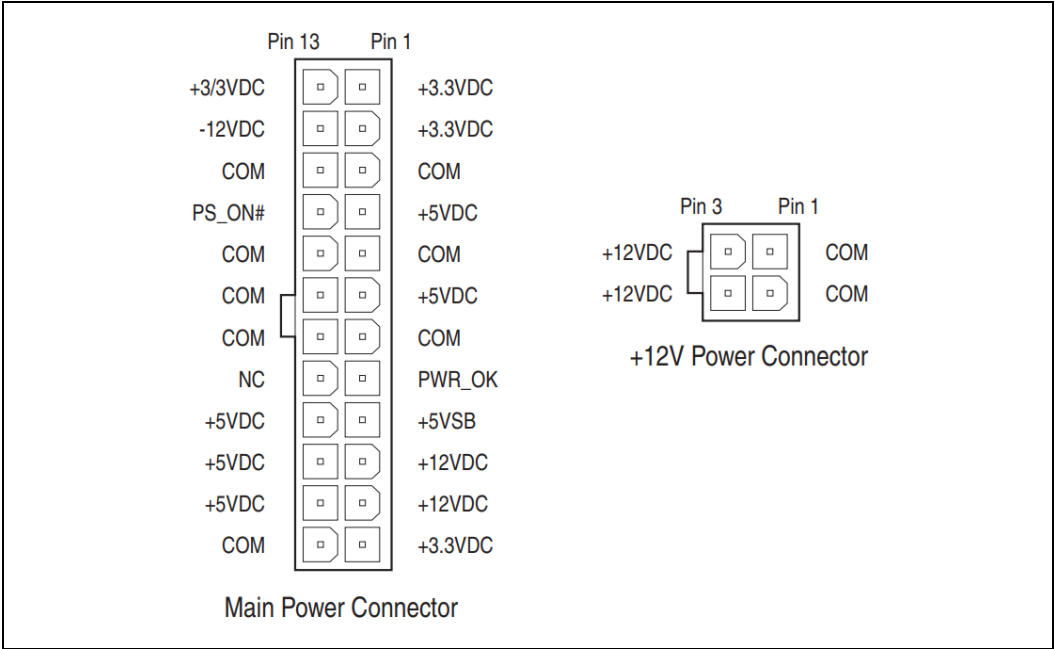 Pin 13 Pin 1
+3/3VDC +3.3VDC
-12VDC +3.3VDC
COM COM
PS_ON# +5VDC
COM COM
COM +5VDC
COM COM
NC PWR_OK
+5VDC +5VSB
+5VDC +12VDC
+5VDC +12VDC
COM +3.3VDC
Main Power Connector
Pin 3 Pin 1
+12VDC COM
+12VDC COM
+12V Power Connector